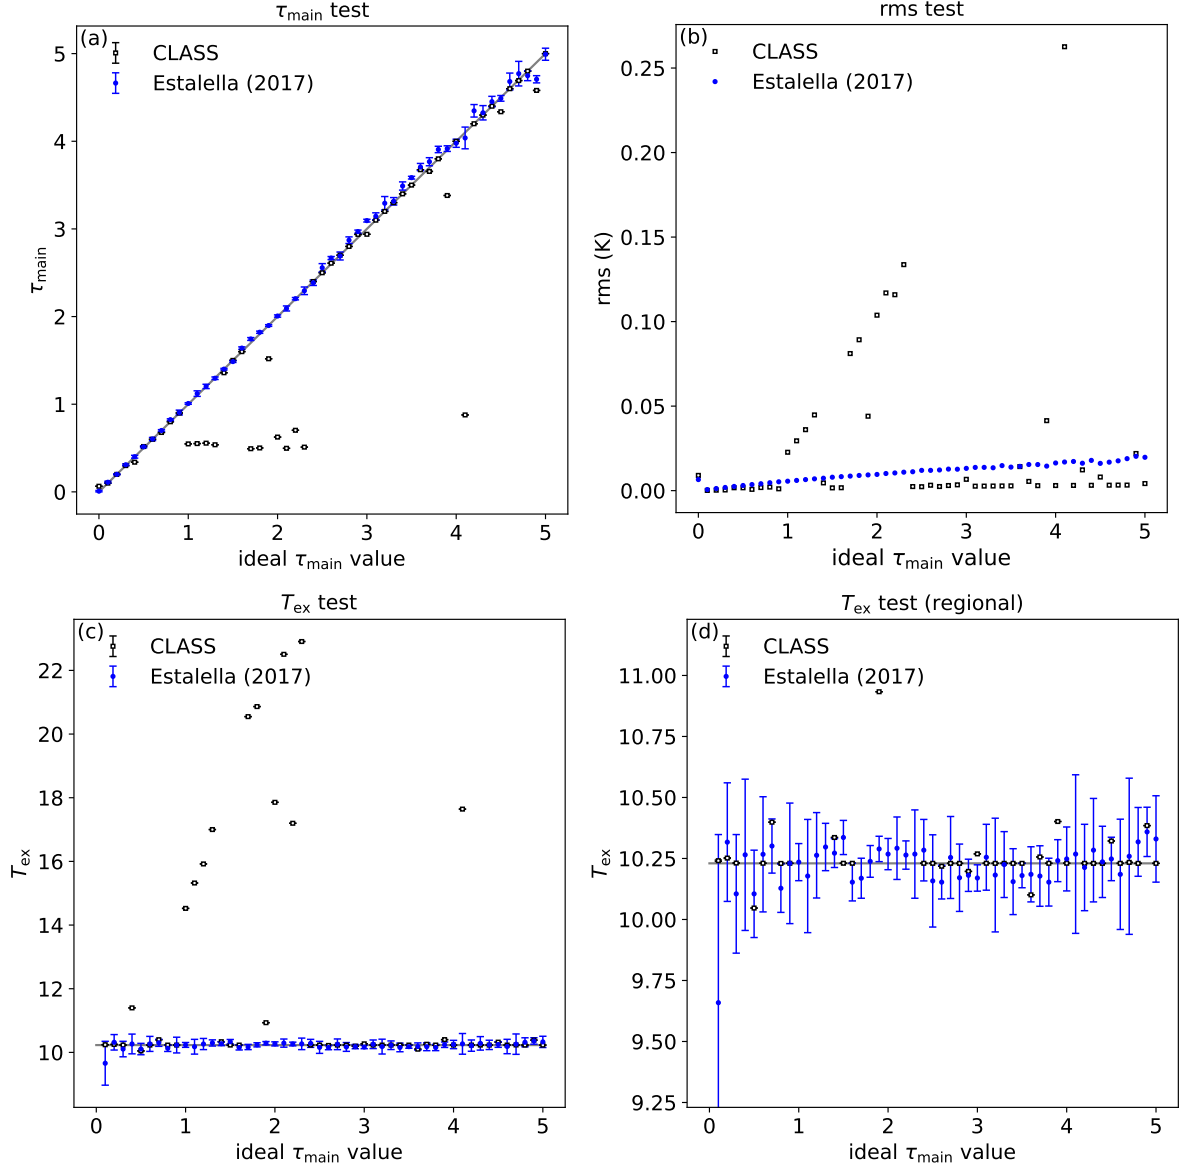 τmain test
(a)
CLASS
Estalella (2017)
5
4
3
2
1
0
τmain
0 1 2 3 4 5
ideal τmain value
rms test
(b)
CLASS
Estalella (2017)
0.25
0.20
0.15
0.10
0.05
0.00
rms (K)
0 1 2 3 4 5
ideal τmain value
Tex test
(c)
CLASS
Estalella (2017)
22
20
18
16
14
12
10
Tex
0 1 2 3 4 5
ideal τmain value
Tex test (regional)
(d)
CLASS
Estalella (2017)
11.00
10.75
10.50
10.25
10.00
9.75
9.50
9.25
Tex
0 1 2 3 4 5
ideal τmain value